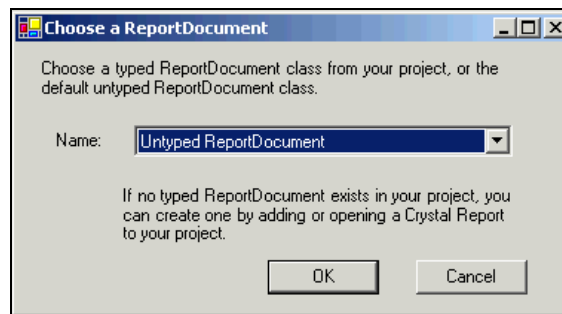 Choose a ReportDocument
Choose a typed ReportDocument class from your project, or the
default untyped ReportDocument class.
Name: Untyped ReportDocument
If no typed ReportDocument exists in your project, you
can create one by adding or opening a Crystal Report
to your project.
OK Cancel